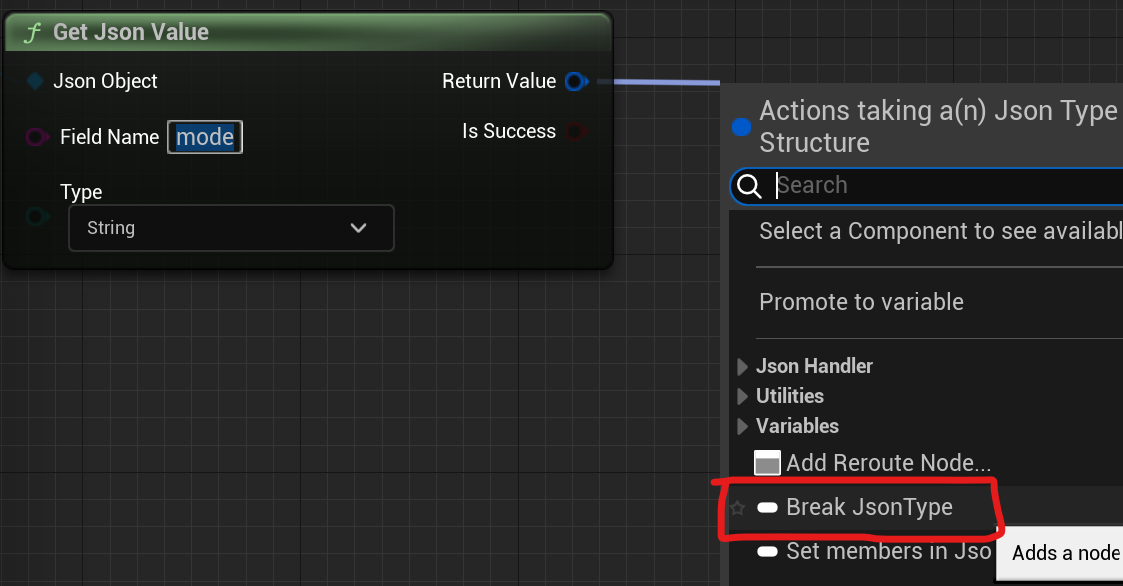 f Get Json Value
Json Object
Return Value
Field Name mode
Is Success
Type
String
Actions taking a(n) Json Type
Structure
Search
Select a Component to see availabl
Promote to variable
Json Handler
Utilities
Variables
Add Reroute Node...
Break JsonType
Set members in Jso
Adds a node